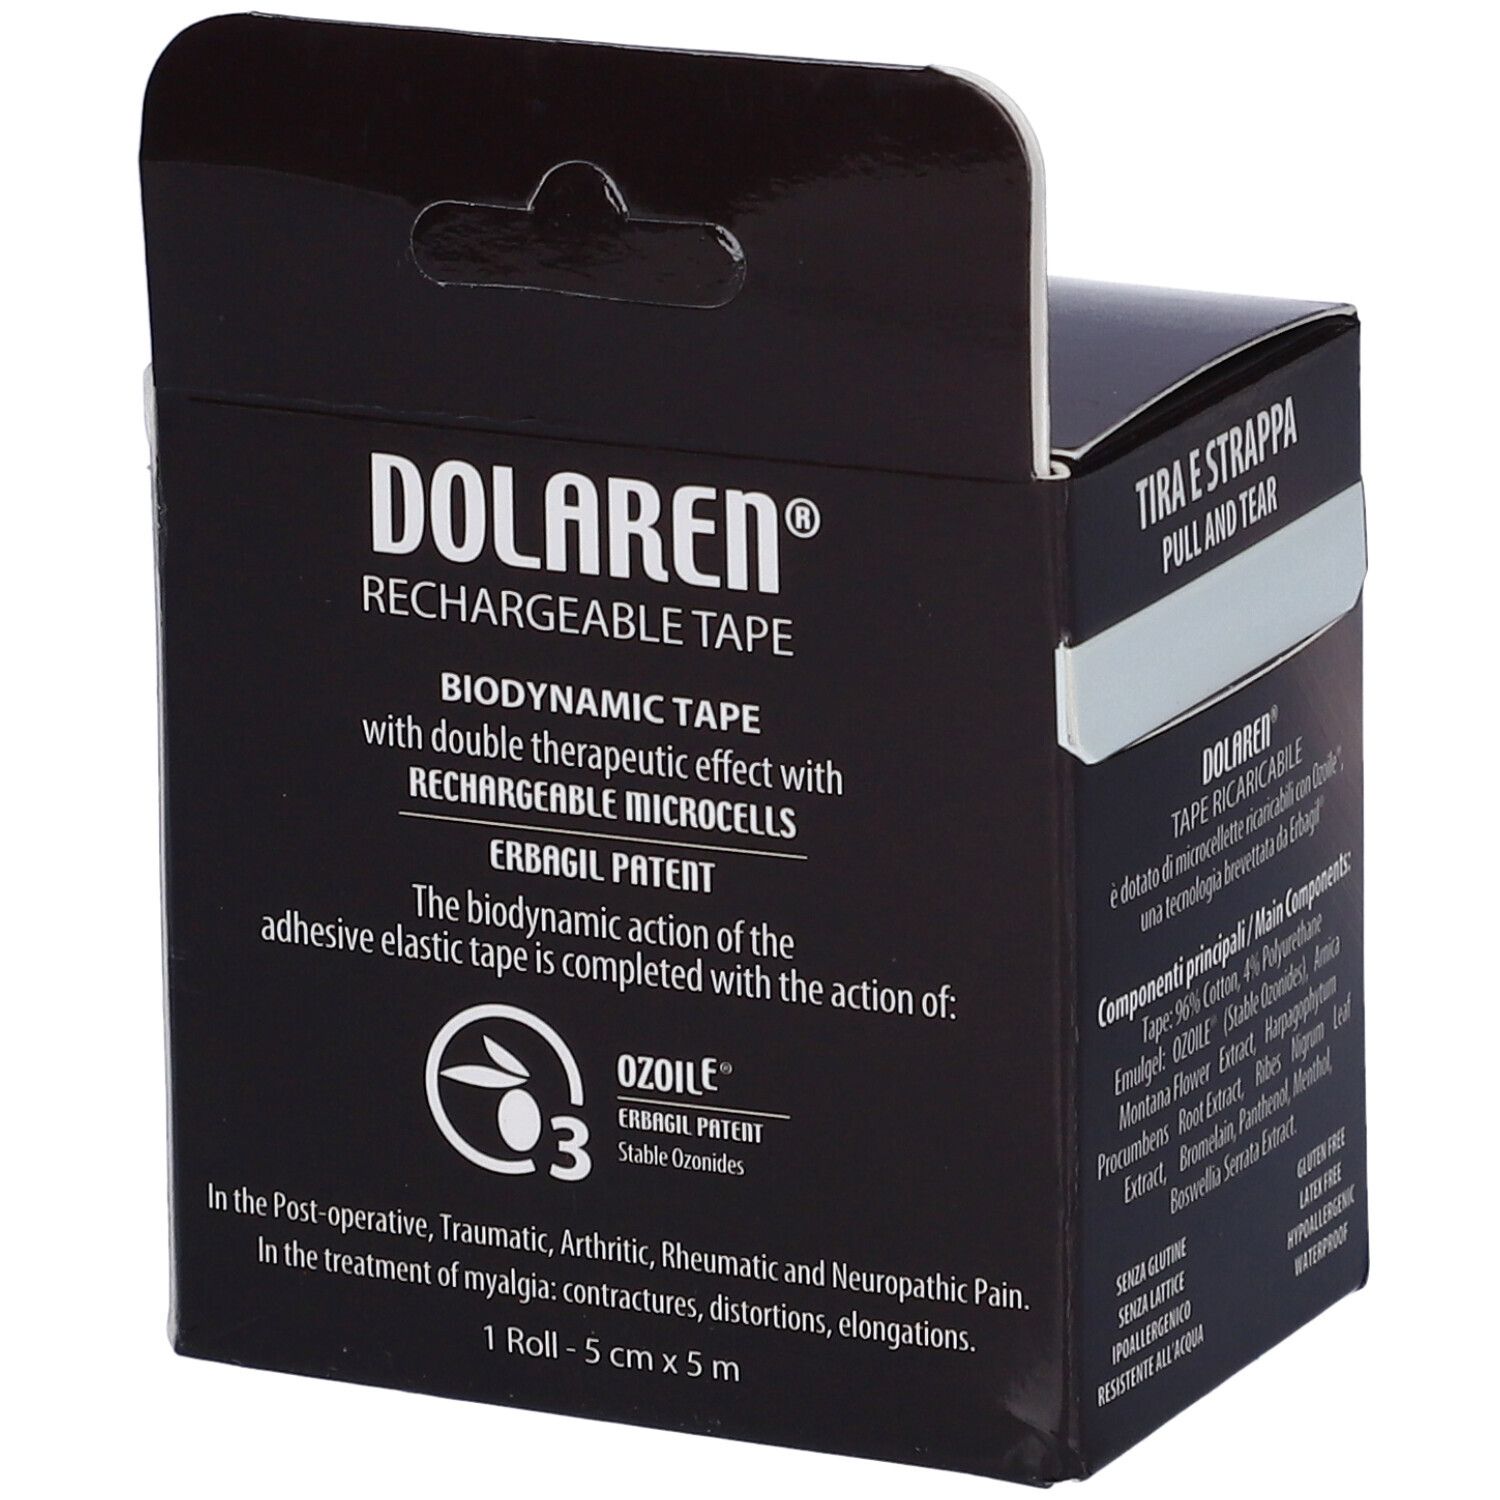 DOLAREN®
RECHARGEABLE TAPE
BIODYNAMIC TAPE
with double therapeutic effect with
RECHARGEABLE MICROCELLS
ERBAGIL PATENT
The biodynamic action of the
adhesive elastic tape is completed with the action of:
O3
OZOILE®
ERBAGIL PATENT
Stable Ozonides
In the Post-operative, Traumatic, Arthritic, Rheumatic and Neuropathic Pain.
In the treatment of myalgia: contractures, distortions, elongations.
1 Roll - 5 cm x 5 m
TIRA E STRAPPA
PULL AND TEAR
DOLAREN®
TAPE RICARICABILE
è dotato di microcellette ricaricabili con Ozoile®,
una tecnologia brevettata da Erbagil®
Componenti principali / Main Components:
Tape: 96% Cotton, 4% Polyurethane
Emulgel: OZOILE® (Stable Ozonides), Arnica
Montana Flower Extract, Harpagophytum
Procumbens Root Extract, Ribes Nigrum Leaf
Extract, Bromelain, Panthenol, Menthol,
Boswellia Serrata Extract.
SENZA GLUTINE
SENZA LATTICE
IPOALLERGENICO
RESISTENTE ALL'ACQUA
GLUTEN FREE
LATEX FREE
HYPOALLERGENIC
WATERPROOF